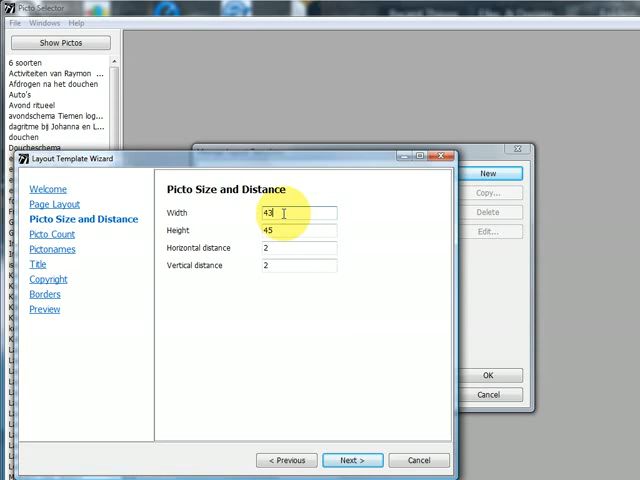 Picto Selector
File Windows Help
Show Pictos
6 soorten
Activiteiten van Raymon ...
Afdrogen na het douchen
Auto's
Avond ritueel
avondschema Tiemen log...
dagritme bij Johanna en L...
douchen
Doucheschema
Layout Template Wizard
Welcome
Page Layout
Picto Size and Distance
Picto Count
Pictonames
Title
Copyright
Borders
Preview
Picto Size and Distance
Width 43
Height 45
Horizontal distance 2
Vertical distance 2
< Previous
Next >
Cancel
New
Copy...
Delete
Edit...
OK
Cancel